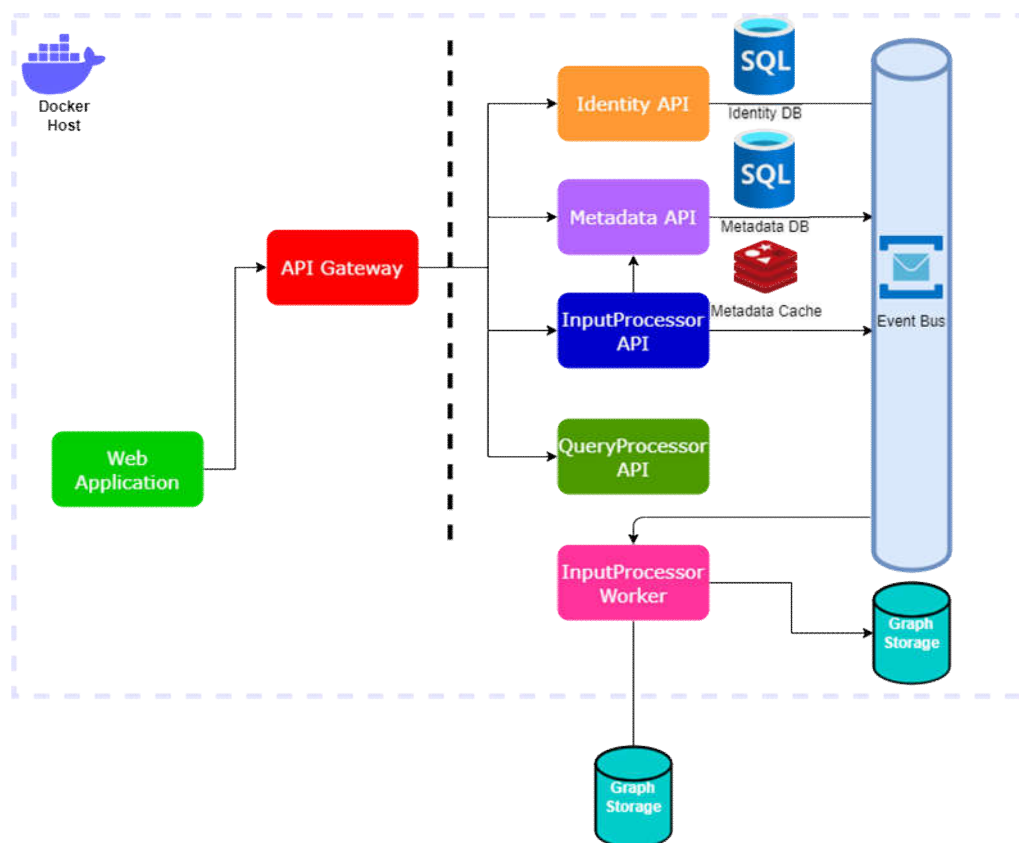 Docker
Host
Web
Application
API Gateway
Identity API
SQL
Identity DB
SQL
Metadata API
Metadata DB
InputProcessor
API
Metadata Cache
Event Bus
QueryProcessor
API
InputProcessor
Worker
Graph
Storage
Graph
Storage